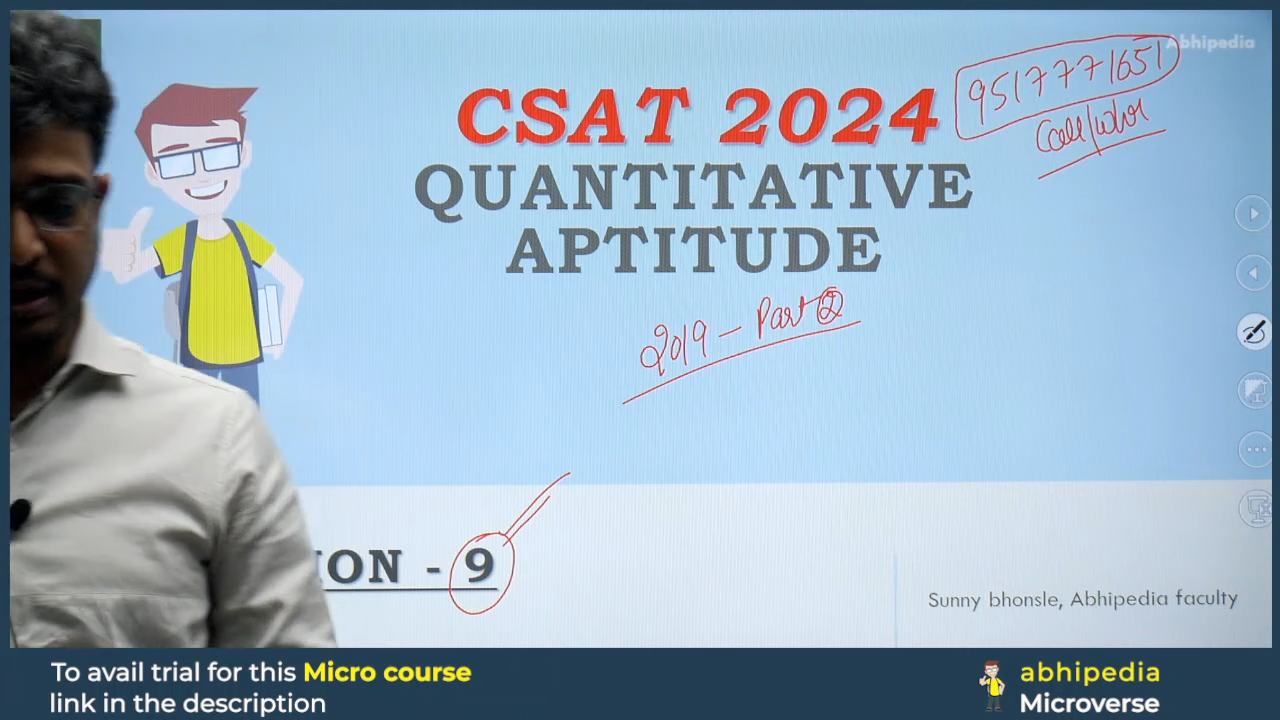 Abhipedia
9517771651
Call/
CSAT 2024
QUANTITATIVE
APTITUDE
2019 - Part 2
ION - 9
Sunny bhonsle, Abhipedia faculty
To avail trial for this Micro course
link in the description
abhipedia
Microverse